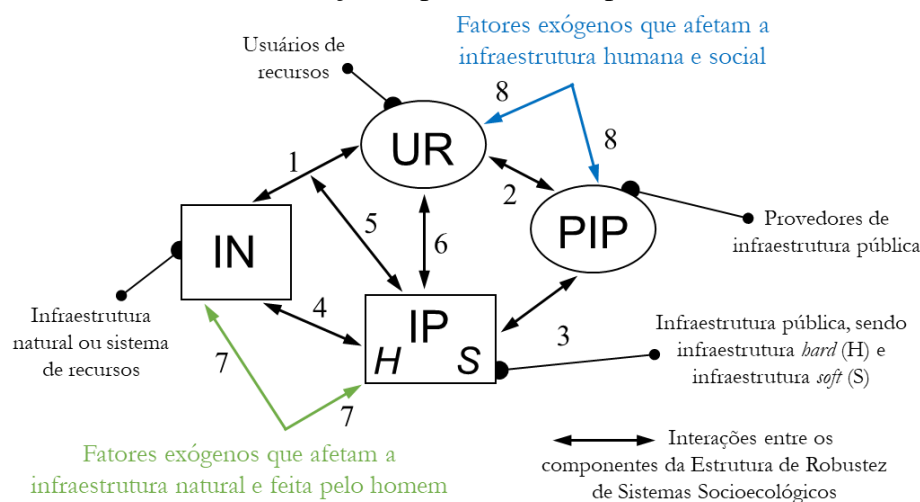 Usuários de
recursos
Fatores exógenos que afetam a
infraestrutura humana e social
8
8
UR
1
2
5
6
PIP
Provedores de
infraestrutura pública
IN
4
IP
H S
3
Infraestrutura
natural ou sistema
de recursos
7
7
Infraestrutura pública, sendo
infraestrutura hard (H) e
infraestrutura soft (S)
Fatores exógenos que afetam a
infraestrutura natural e feita pelo homem
Interações entre os
componentes da Estrutura de Robustez
de Sistemas Socioecológicos